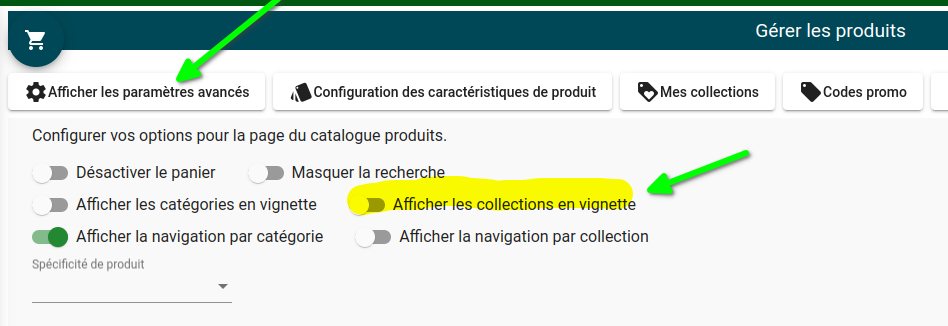 Gérer les produits
Afficher les paramètres avancés Configuration des caractéristiques de produit Mes collections Codes promo
Configurer vos options pour la page du catalogue produits.
Désactiver le panier Masquer la recherche
Afficher les catégories en vignette Afficher les collections en vignette
Afficher la navigation par catégorie Afficher la navigation par collection
Spécificité de produit